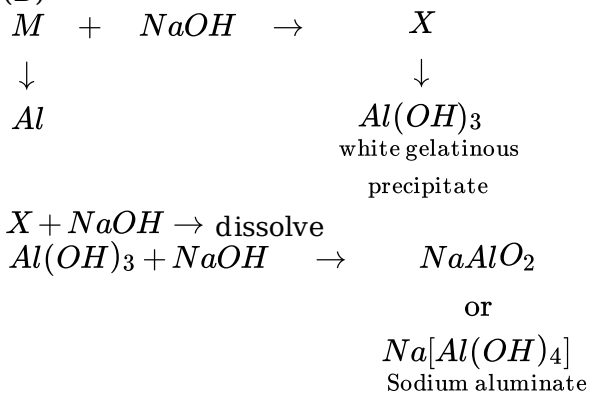 M + NaOH → X
↓ ↓
Al Al(OH)₃
white gelatinous
precipitate
X + NaOH → dissolve
Al(OH)₃ + NaOH → NaAlO₂
or
Na[Al(OH)₄]
Sodium aluminate